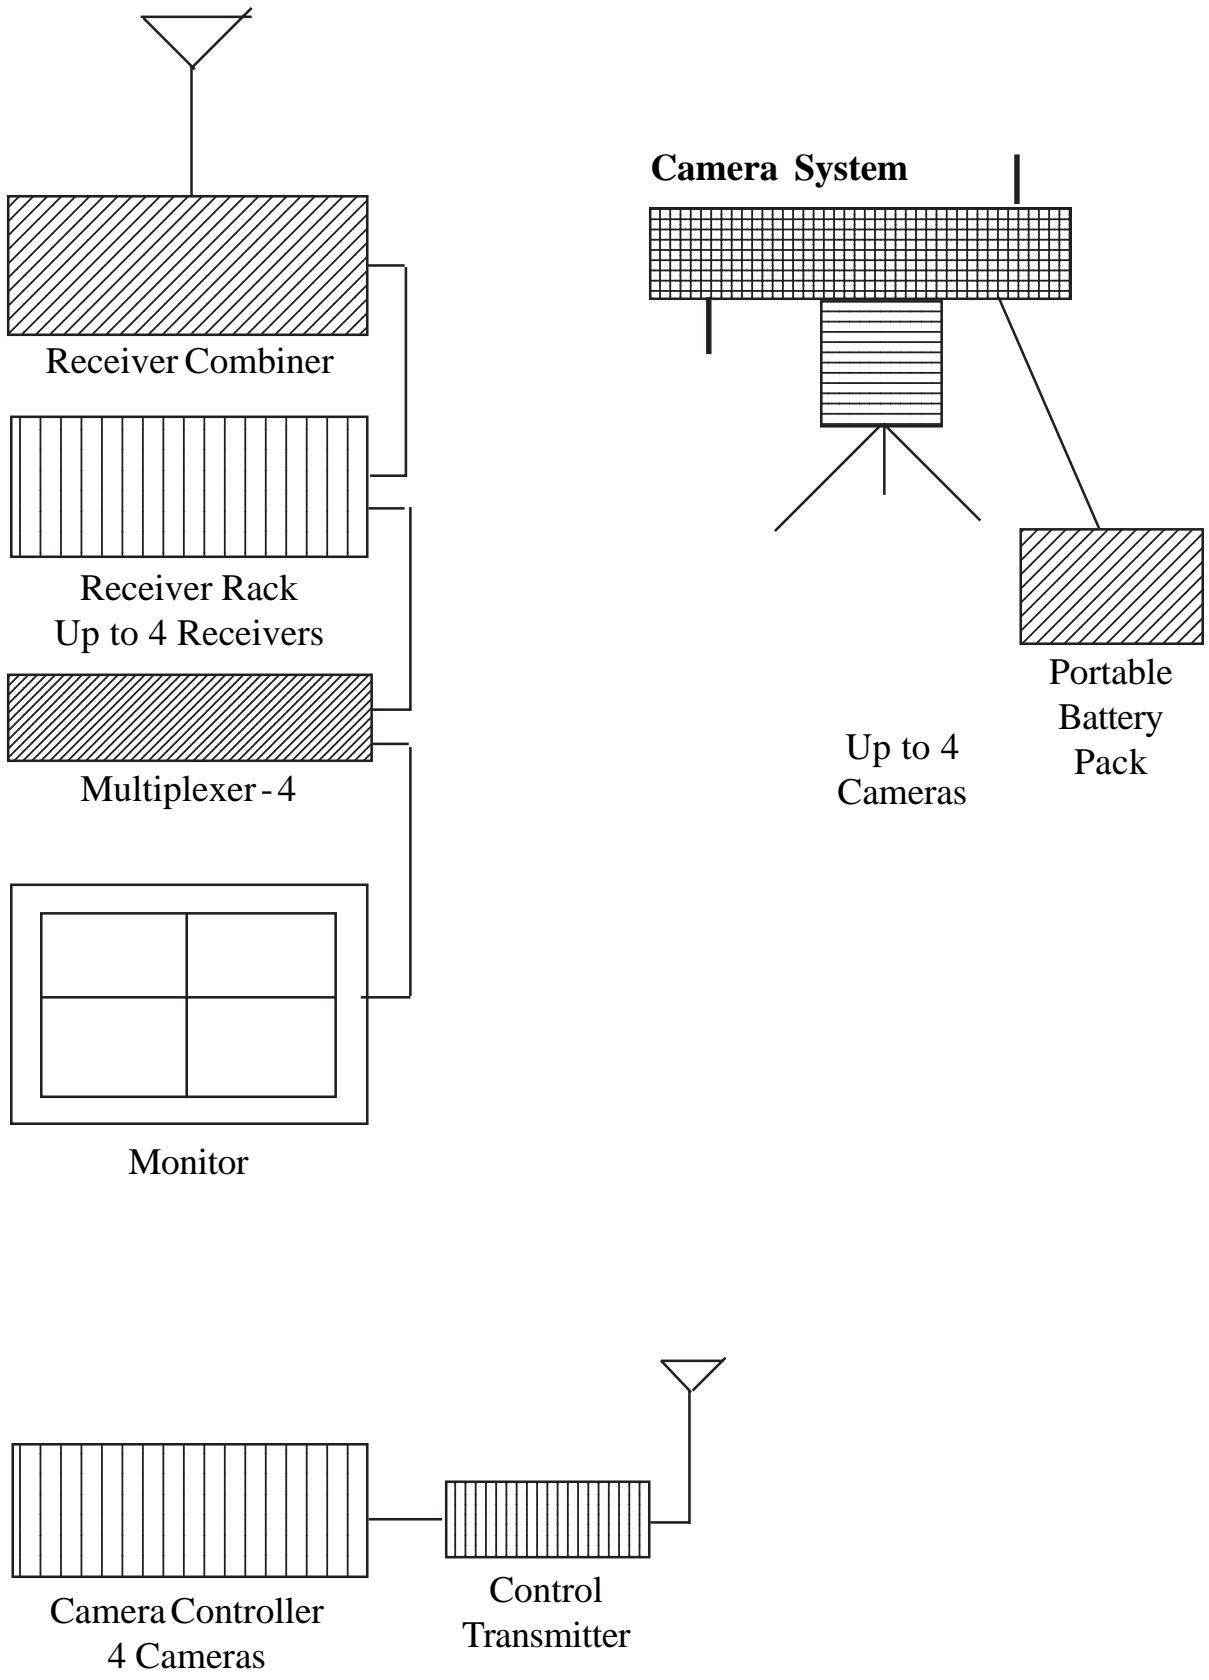 Camera System
Receiver Combiner
Receiver Rack
Up to 4 Receivers
Multiplexer - 4
Monitor
Portable
Battery
Pack
Up to 4
Cameras
Camera Controller
4 Cameras
Control
Transmitter